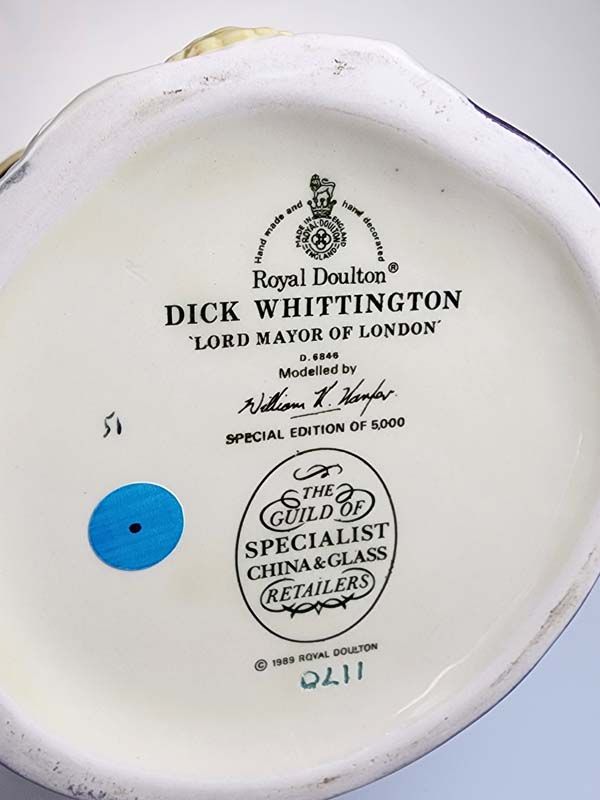 Hand made and hand decorated
MADE IN ENGLAND
ROYAL·DOULTON
ENGLAND
Royal Doulton®
DICK WHITTINGTON
'LORD MAYOR OF LONDON'
D.6846
Modelled by
William K. Harper.
SPECIAL EDITION OF 5,000
51
THE
GUILD OF
SPECIALIST
CHINA & GLASS
RETAILERS
© 1989 ROYAL DOULTON